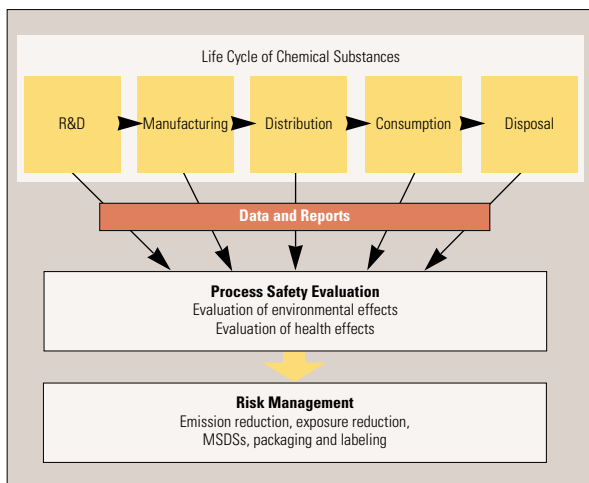 Life Cycle of Chemical Substances
R&D
Manufacturing
Distribution
Consumption
Disposal
Data and Reports
Process Safety Evaluation
Evaluation of environmental effects
Evaluation of health effects
Risk Management
Emission reduction, exposure reduction,
MSDSs, packaging and labeling